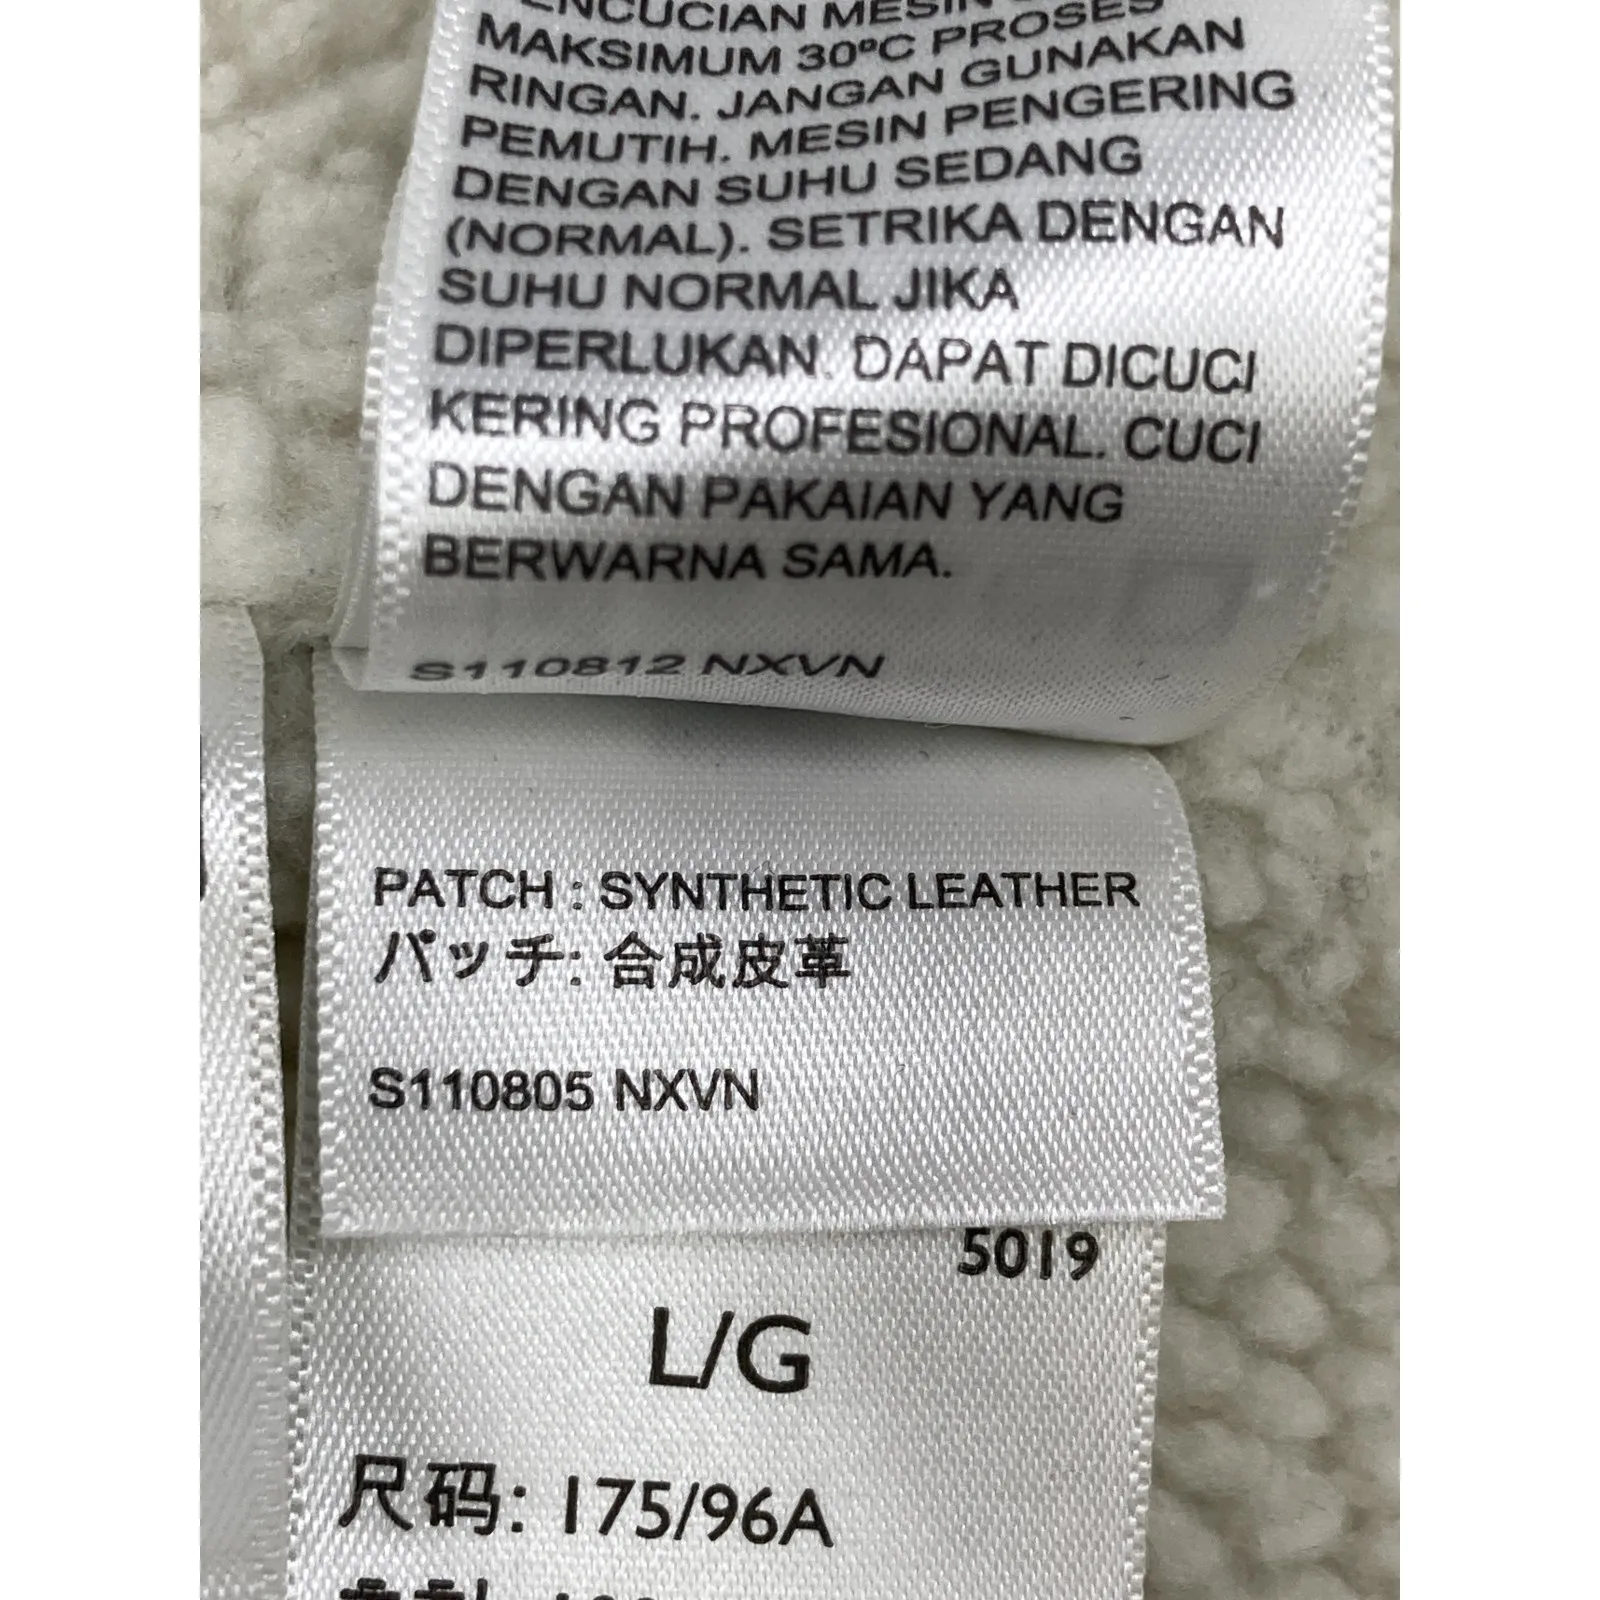 MAKSIMUM 30ºC PROSES
RINGAN. JANGAN GUNAKAN
PEMUTIH. MESIN PENGERING
DENGAN SUHU SEDANG
(NORMAL). SETRIKA DENGAN
SUHU NORMAL JIKA
DIPERLUKAN. DAPAT DICUCI
KERING PROFESIONAL. CUCI
DENGAN PAKAIAN YANG
BERWARNA SAMA.
S110812 NXVN
PATCH : SYNTHETIC LEATHER
パッチ: 合成皮革
S110805 NXVN
5019
L/G
尺码: 175/96A